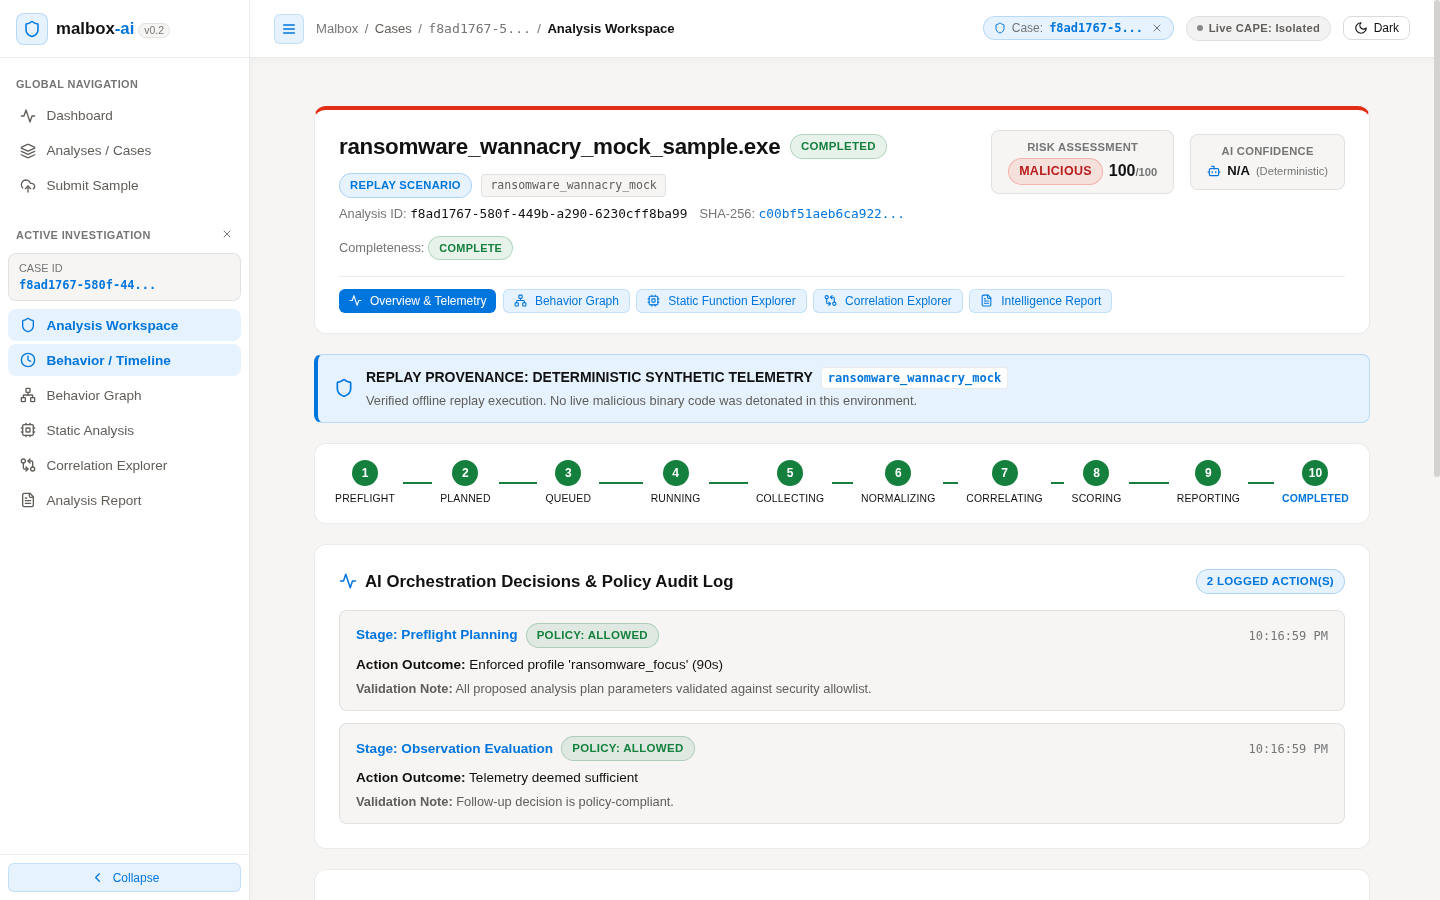 malbox-ai v0.2
Malbox / Cases / f8ad1767-5... / Analysis Workspace
Case: f8ad1767-5...
Live CAPE: Isolated
Dark
GLOBAL NAVIGATION
Dashboard
Analyses / Cases
Submit Sample
ACTIVE INVESTIGATION
CASE ID
f8ad1767-580f-44...
Analysis Workspace
Behavior / Timeline
Behavior Graph
Static Analysis
Correlation Explorer
Analysis Report
Collapse
ransomware_wannacry_mock_sample.exe COMPLETED
REPLAY SCENARIO ransomware_wannacry_mock
Analysis ID: f8ad1767-580f-449b-a290-6230cff8ba99 SHA-256: c00bf51aeb6ca922...
Completeness: COMPLETE
RISK ASSESSMENT
MALICIOUS 100/100
AI CONFIDENCE
N/A (Deterministic)
Overview & Telemetry
Behavior Graph
Static Function Explorer
Correlation Explorer
Intelligence Report
REPLAY PROVENANCE: DETERMINISTIC SYNTHETIC TELEMETRY ransomware_wannacry_mock
Verified offline replay execution. No live malicious binary code was detonated in this environment.
1 2 3 4 5 6 7 8 9 10
PREFLIGHT PLANNED QUEUED RUNNING COLLECTING NORMALIZING CORRELATING SCORING REPORTING COMPLETED
AI Orchestration Decisions & Policy Audit Log
2 LOGGED ACTION(S)
Stage: Preflight Planning POLICY: ALLOWED 10:16:59 PM
Action Outcome: Enforced profile 'ransomware_focus' (90s)
Validation Note: All proposed analysis plan parameters validated against security allowlist.
Stage: Observation Evaluation POLICY: ALLOWED 10:16:59 PM
Action Outcome: Telemetry deemed sufficient
Validation Note: Follow-up decision is policy-compliant.